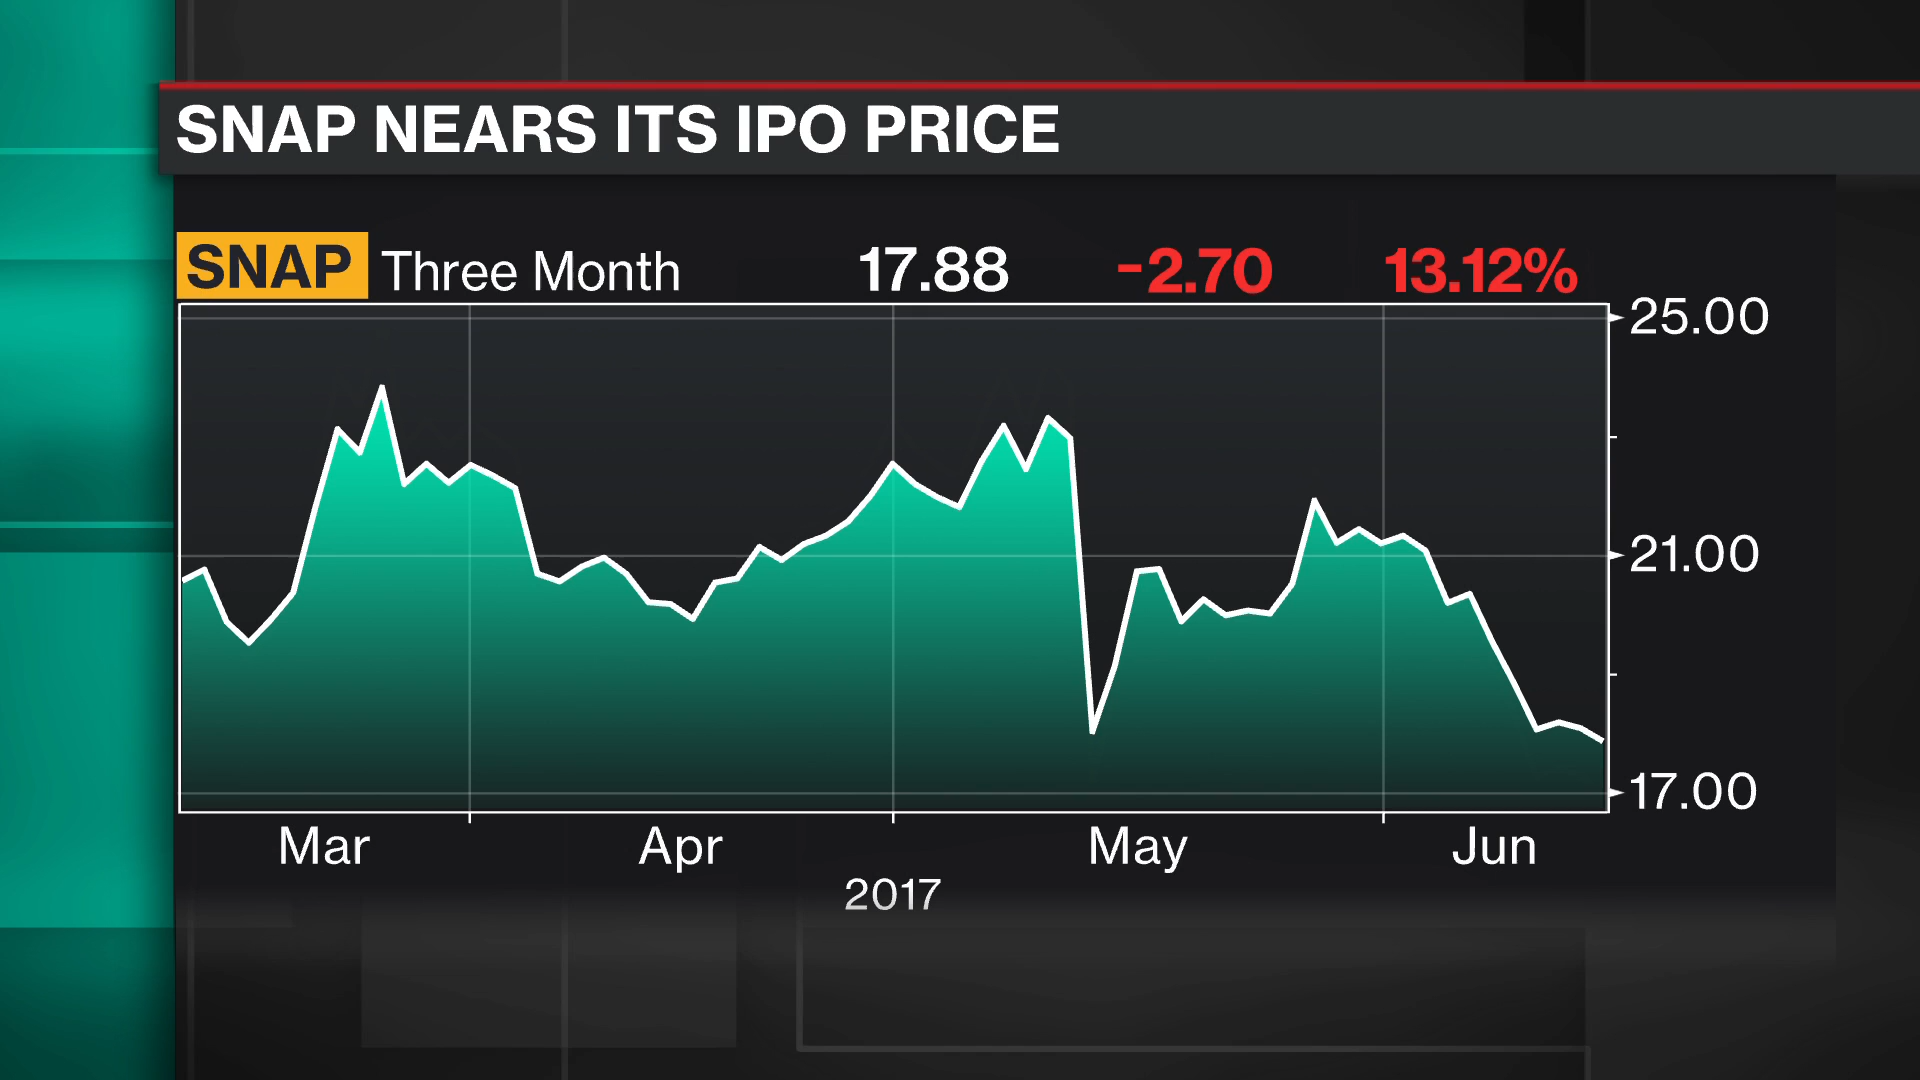 SNAP NEARS ITS IPO PRICE
SNAP Three Month 17.88 -2.70 13.12%
25.00
21.00
17.00
Mar Apr May Jun
2017